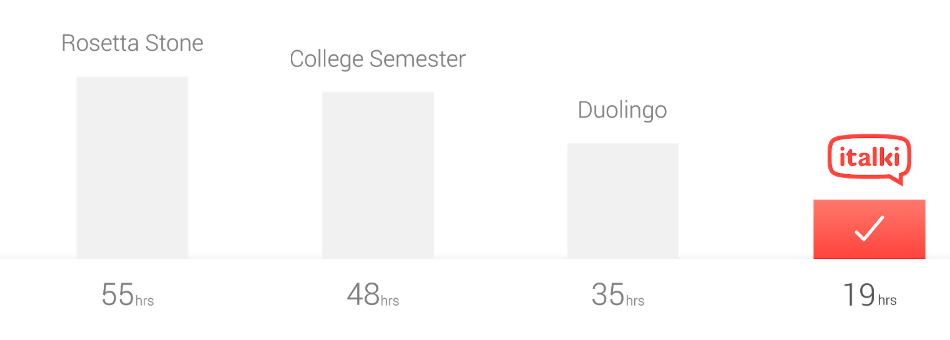 Rosetta Stone
College Semester
Duolingo
italki
55hrs
48hrs
35hrs
19hrs